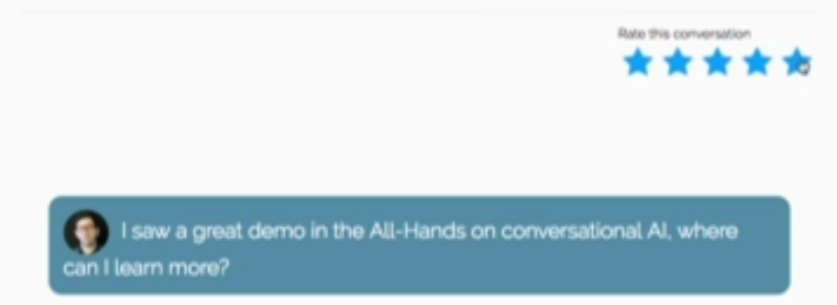 Rate this conversation
I saw a great demo in the All-Hands on conversational AI, where
can I learn more?